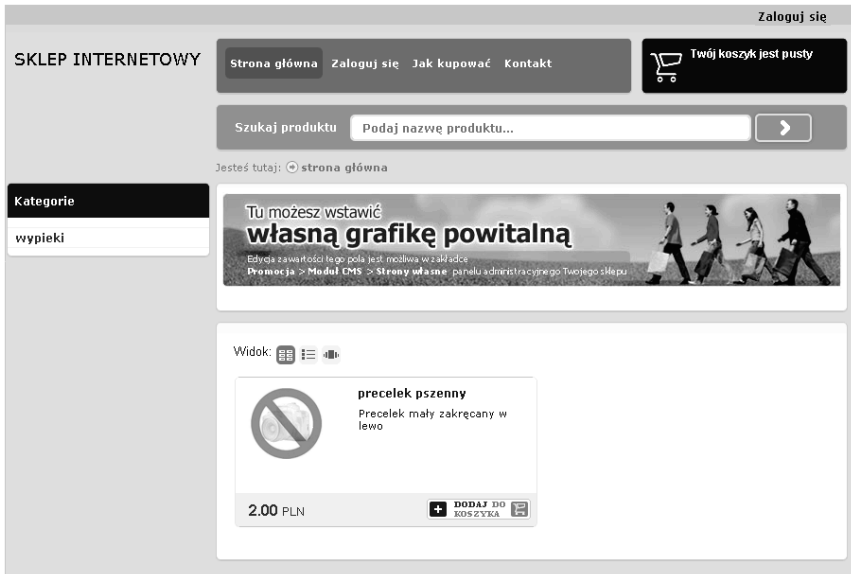 Zaloguj się
SKLEP INTERNETOWY
Strona główna Zaloguj się Jak kupować Kontakt
Twój koszyk jest pusty
Szukaj produktu Podaj nazwę produktu...
Jesteś tutaj: strona główna
Kategorie
wypieki
Tu możesz wstawić
własną grafikę powitalną
Edycja zawartości tego pola jest możliwa w zakładce
Promocja > Moduł CMS > Strony własne panelu administracyjnego Twojego sklepu
Widok:
precelek pszenny
Precelek mały zakręcany w
lewo
2.00 PLN
DODAJ DO
KOSZYKA